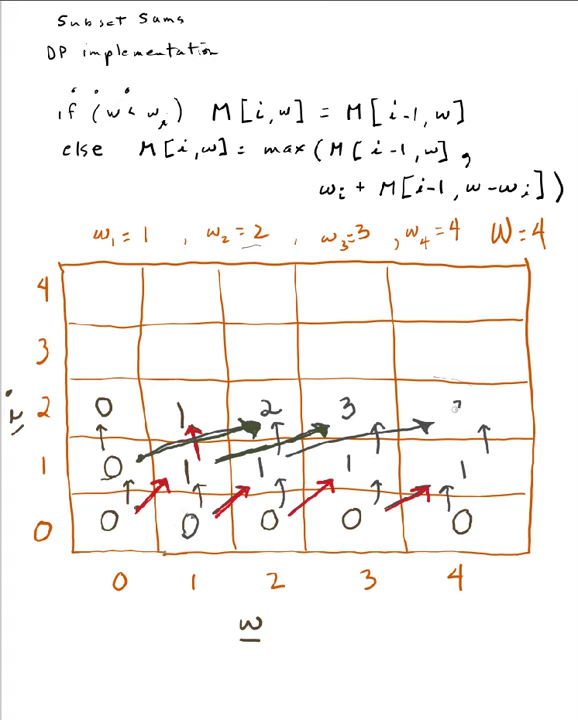 Subset Sums
DP implementation
if (w < wi) M[i,w] = M[i-1, w]
else M[i,w] = max(M[i-1, w],
wi + M[i-1, w-wi])
w1 = 1 , w2 = 2 , w3=3 , w4 = 4 W=4
4
3
i 2 0 1 2 3
1 0 1 1 1 1
0 0 0 0 0 0
0 1 2 3 4
w